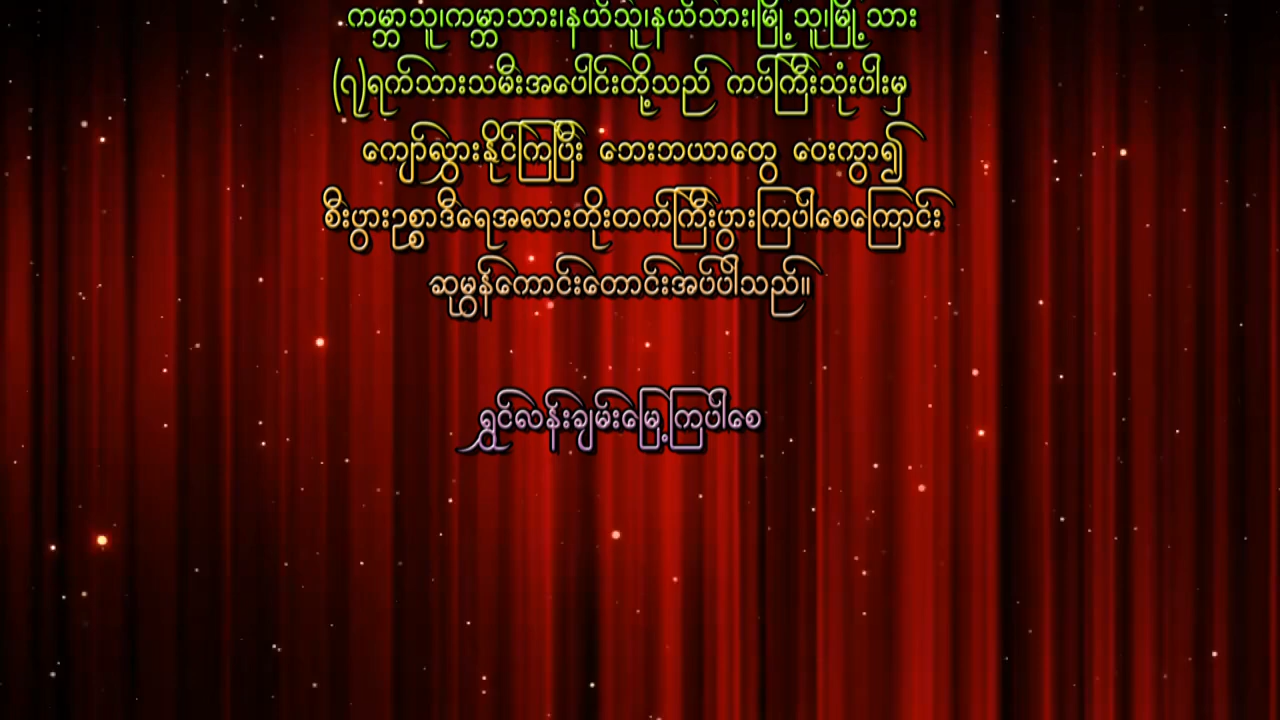 ကမ္ဘာသူ၊ကမ္ဘာသား၊နယ်သူ၊နယ်သား၊မြို့သူ၊မြို့သား
(၇)ရက်သားသမီးအပေါင်းတို့သည် ကပ်ကြီးသုံးပါးမှ
ကျော်လွှားနိုင်ကြပြီး ဘေးဘယာတွေ ဝေးကွာ၍
စီးပွားဥစ္စာဒီရေအလားတိုးတက်ကြီးပွားကြပါစေကြောင်း
ဆုမွန်ကောင်းတောင်းအပ်ပါသည်။
ရွှင်လန်းချမ်းမြေ့ကြပါစေ